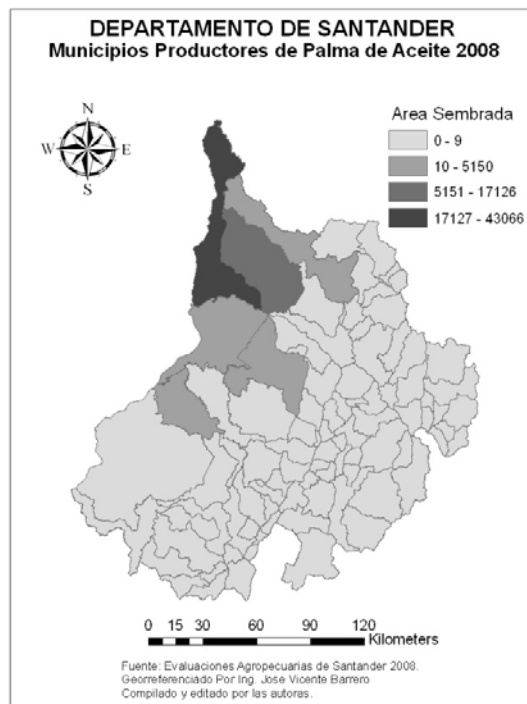 DEPARTAMENTO DE SANTANDER
Municipios Productores de Palma de Aceite 2008
N
W E
S
Area Sembrada
0 - 9
10 - 5150
5151 - 17126
17127 - 43066
0 15 30 60 90 120
Kilometers
Fuente: Evaluaciones Agropecuarias de Santander 2008.
Georreferenciado Por Ing. Jose Vicente Barrero
Compilado y editado por las autoras.